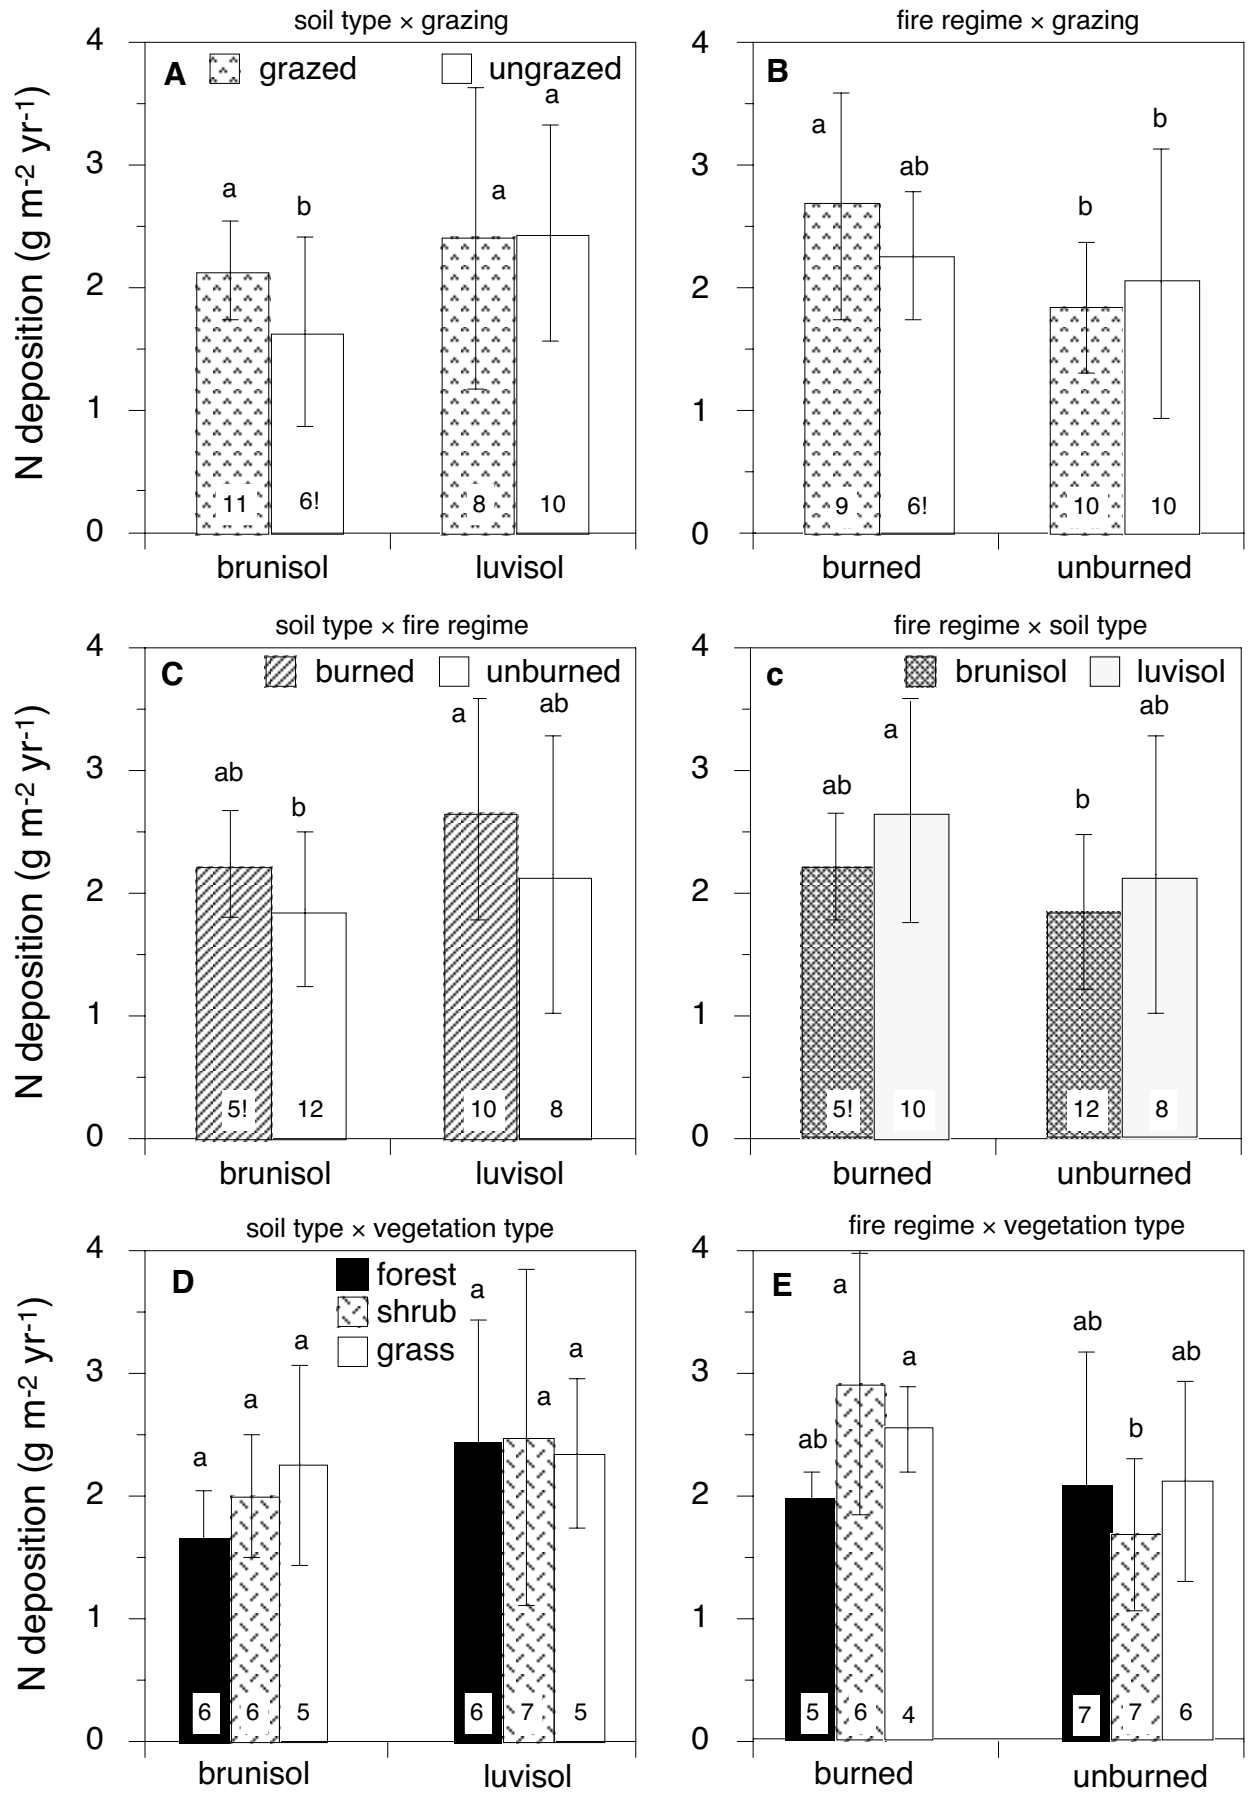 soil type × grazing
fire regime × grazing
N deposition (g m-2 yr-1)
4
3
2
1
0
A
grazed
ungrazed
a
b
a
a
11
6!
8
10
brunisol
luvisol
4
3
2
1
0
B
a
ab
b
b
9
6!
10
10
burned
unburned
soil type × fire regime
fire regime × soil type
N deposition (g m-2 yr-1)
4
3
2
1
0
C
burned
unburned
ab
b
a
ab
5!
12
10
8
brunisol
luvisol
4
3
2
1
0
c
brunisol
luvisol
ab
a
b
ab
5!
10
12
8
burned
unburned
soil type × vegetation type
fire regime × vegetation type
N deposition (g m-2 yr-1)
4
3
2
1
0
D
forest
shrub
grass
a
a
a
a
a
a
6
6
5
6
7
5
brunisol
luvisol
4
3
2
1
0
E
ab
a
a
ab
b
ab
5
6
4
7
7
6
burned
unburned